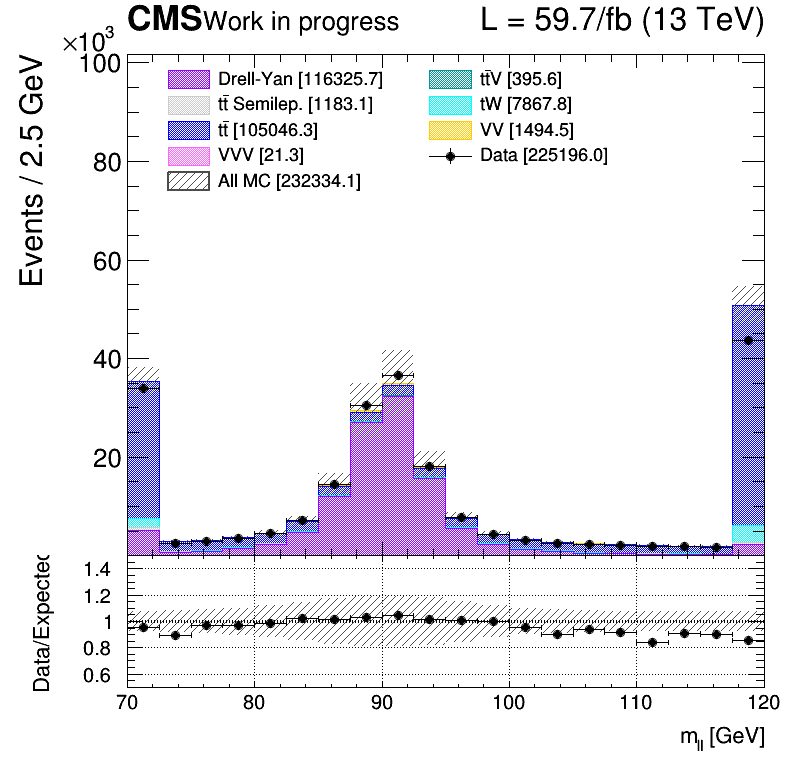 CMS Work in progress L = 59.7/fb (13 TeV)
×10³
Events / 2.5 GeV
100
80
60
40
20
Drell-Yan [116325.7]
tt̄ Semilep. [1183.1]
tt̄ [105046.3]
VVV [21.3]
All MC [232334.1]
tt̄V [395.6]
tW [7867.8]
VV [1494.5]
Data [225196.0]
Data/Expected
1.4
1.2
1
0.8
0.6
70 80 90 100 110 120
m_ll [GeV]